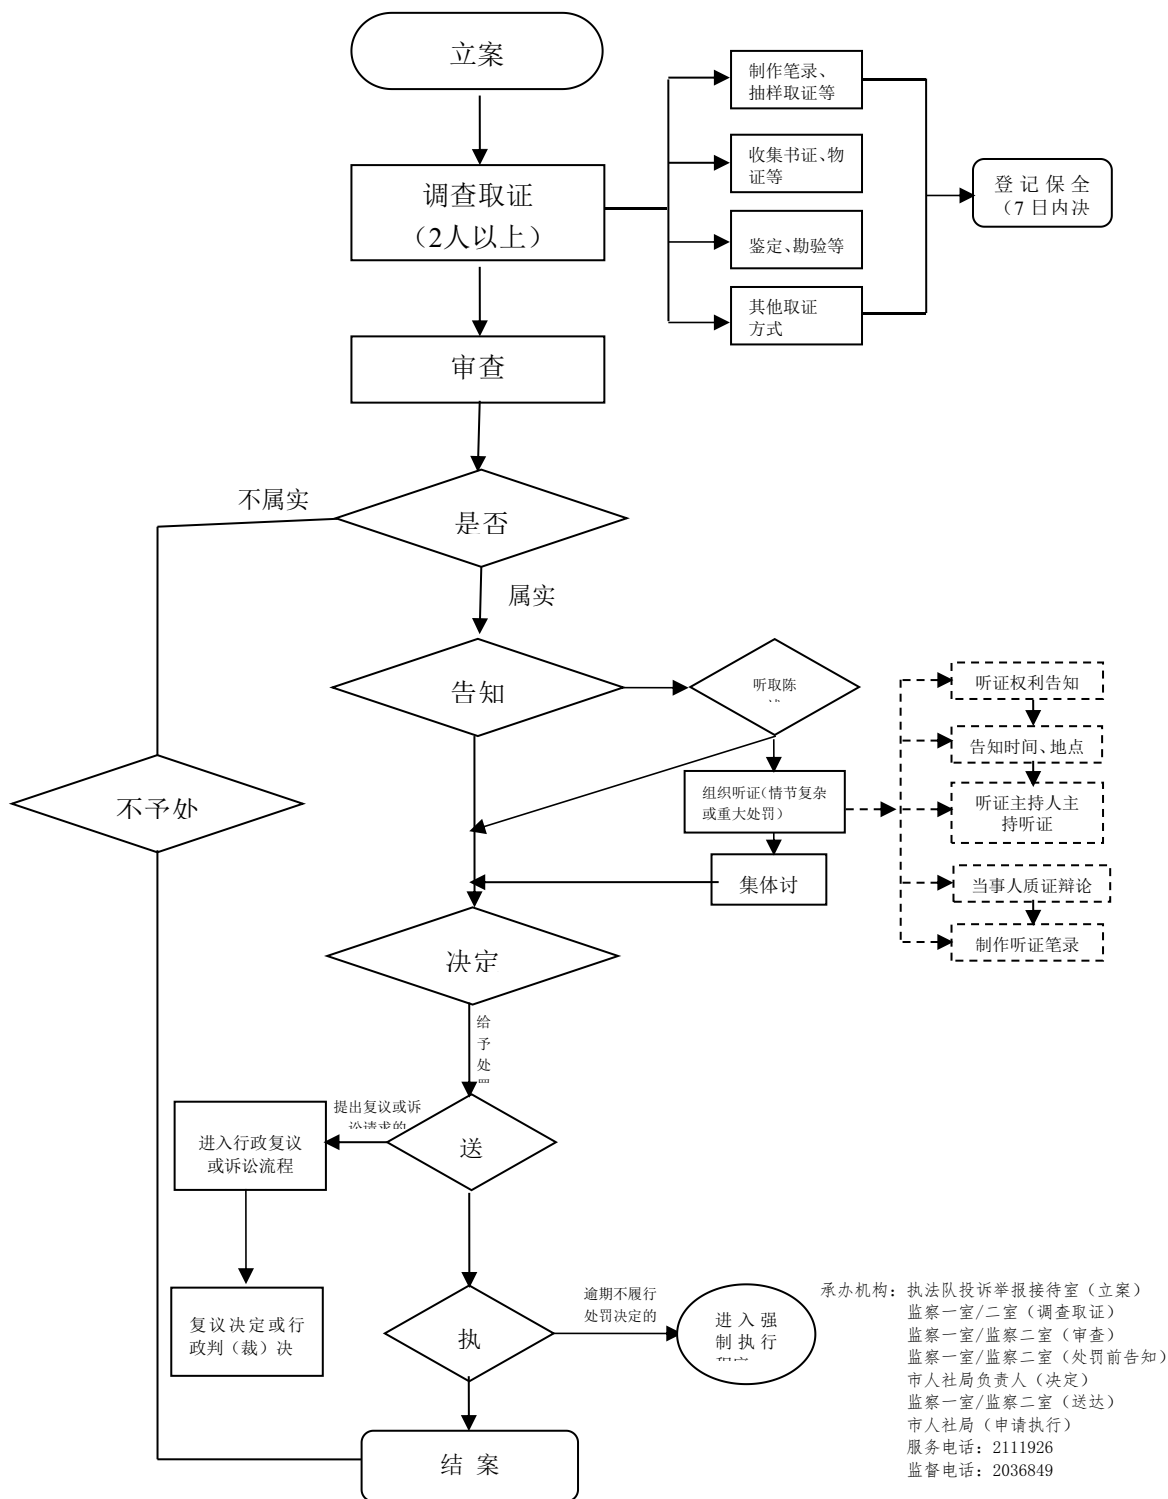 立案
制作笔录、
抽样取证等
收集书证、物
证等
登记保全
（7日内决
调查取证
（2人以上）
鉴定、勘验等
其他取证
方式
审查
不属实
是否
属实
告知
听取陈
听证权利告知
告知时间、地点
不予处
组织听证（情节复杂
或重大处罚）
听证主持人主
持听证
集体讨
当事人质证辩论
制作听证笔录
决定
给
予
处
提出复议或诉
讼请求的
进入行政复议
或诉讼流程
送
复议决定或行
政判（裁）决
执
逾期不履行
处罚决定的
进入强
制执行
承办机构：执法队投诉举报接待室（立案）
监察一室/二室（调查取证）
监察一室/监察二室（审查）
监察一室/监察二室（处罚前告知）
市人社局负责人（决定）
监察一室/监察二室（送达）
市人社局（申请执行）
服务电话：2111926
监督电话：2036849
结 案